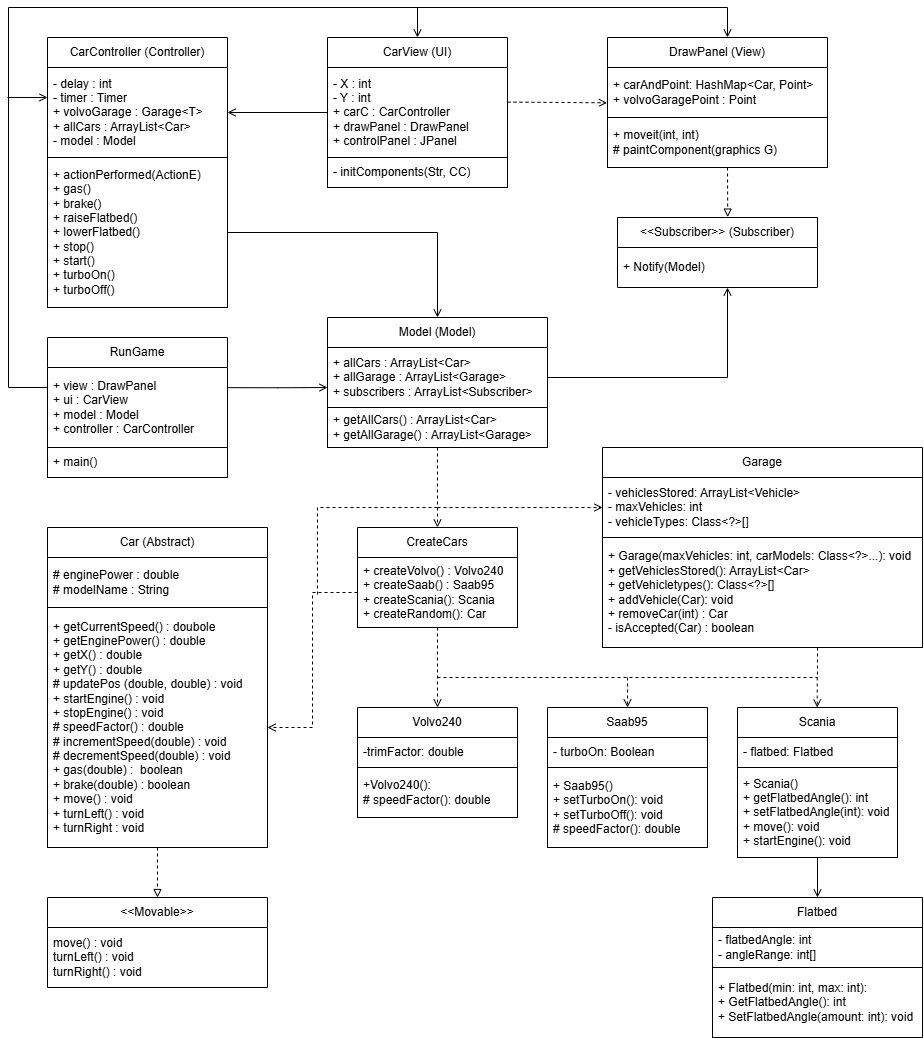 CarController (Controller)
- delay : int
- timer : Timer
+ volvoGarage : Garage<T>
+ allCars : ArrayList<Car>
- model : Model
+ actionPerformed(ActionE)
+ gas()
+ brake()
+ raiseFlatbed()
+ lowerFlatbed()
+ stop()
+ start()
+ turboOn()
+ turboOff()
CarView (UI)
- X : int
- Y : int
+ carC : CarController
+ drawPanel : DrawPanel
+ controlPanel : JPanel
- initComponents(Str, CC)
DrawPanel (View)
+ carAndPoint: HashMap<Car, Point>
+ volvoGaragePoint : Point
+ moveit(int, int)
# paintComponent(graphics G)
<<Subscriber>> (Subscriber)
+ Notify(Model)
RunGame
+ view : DrawPanel
+ ui : CarView
+ model : Model
+ controller : CarController
+ main()
Model (Model)
+ allCars : ArrayList<Car>
+ allGarage : ArrayList<Garage>
+ subscribers : ArrayList<Subscriber>
+ getAllCars() : ArrayList<Car>
+ getAllGarage() : ArrayList<Garage>
Garage
- vehiclesStored: ArrayList<Vehicle>
- maxVehicles: int
- vehicleTypes: Class<?>[]
+ Garage(maxVehicles: int, carModels: Class<?>...): void
+ getVehiclesStored(): ArrayList<Car>
+ getVehicletypes(): Class<?>[]
+ addVehicle(Car): void
+ removeCar(int) : Car
- isAccepted(Car) : boolean
Car (Abstract)
# enginePower : double
# modelName : String
+ getCurrentSpeed() : doubole
+ getEnginePower() : double
+ getX() : double
+ getY() : double
# updatePos (double, double) : void
+ startEngine() : void
+ stopEngine() : void
# speedFactor() : double
# incrementSpeed(double) : void
# decrementSpeed(double) : void
+ gas(double) : boolean
+ brake(double) : boolean
+ move() : void
+ turnLeft() : void
+ turnRight : void
CreateCars
+ createVolvo() : Volvo240
+ createSaab() : Saab95
+ createScania(): Scania
+ createRandom(): Car
Volvo240
-trimFactor: double
+Volvo240():
# speedFactor(): double
Saab95
- turboOn: Boolean
+ Saab95()
+ setTurboOn(): void
+ setTurboOff(): void
# speedFactor(): double
Scania
- flatbed: Flatbed
+ Scania()
+ getFlatbedAngle(): int
+ setFlatbedAngle(int): void
+ move(): void
+ startEngine(): void
<<Movable>>
move() : void
turnLeft() : void
turnRight() : void
Flatbed
- flatbedAngle: int
- angleRange: int[]
+ Flatbed(min: int, max: int):
+ GetFlatbedAngle(): int
+ SetFlatbedAngle(amount: int): void